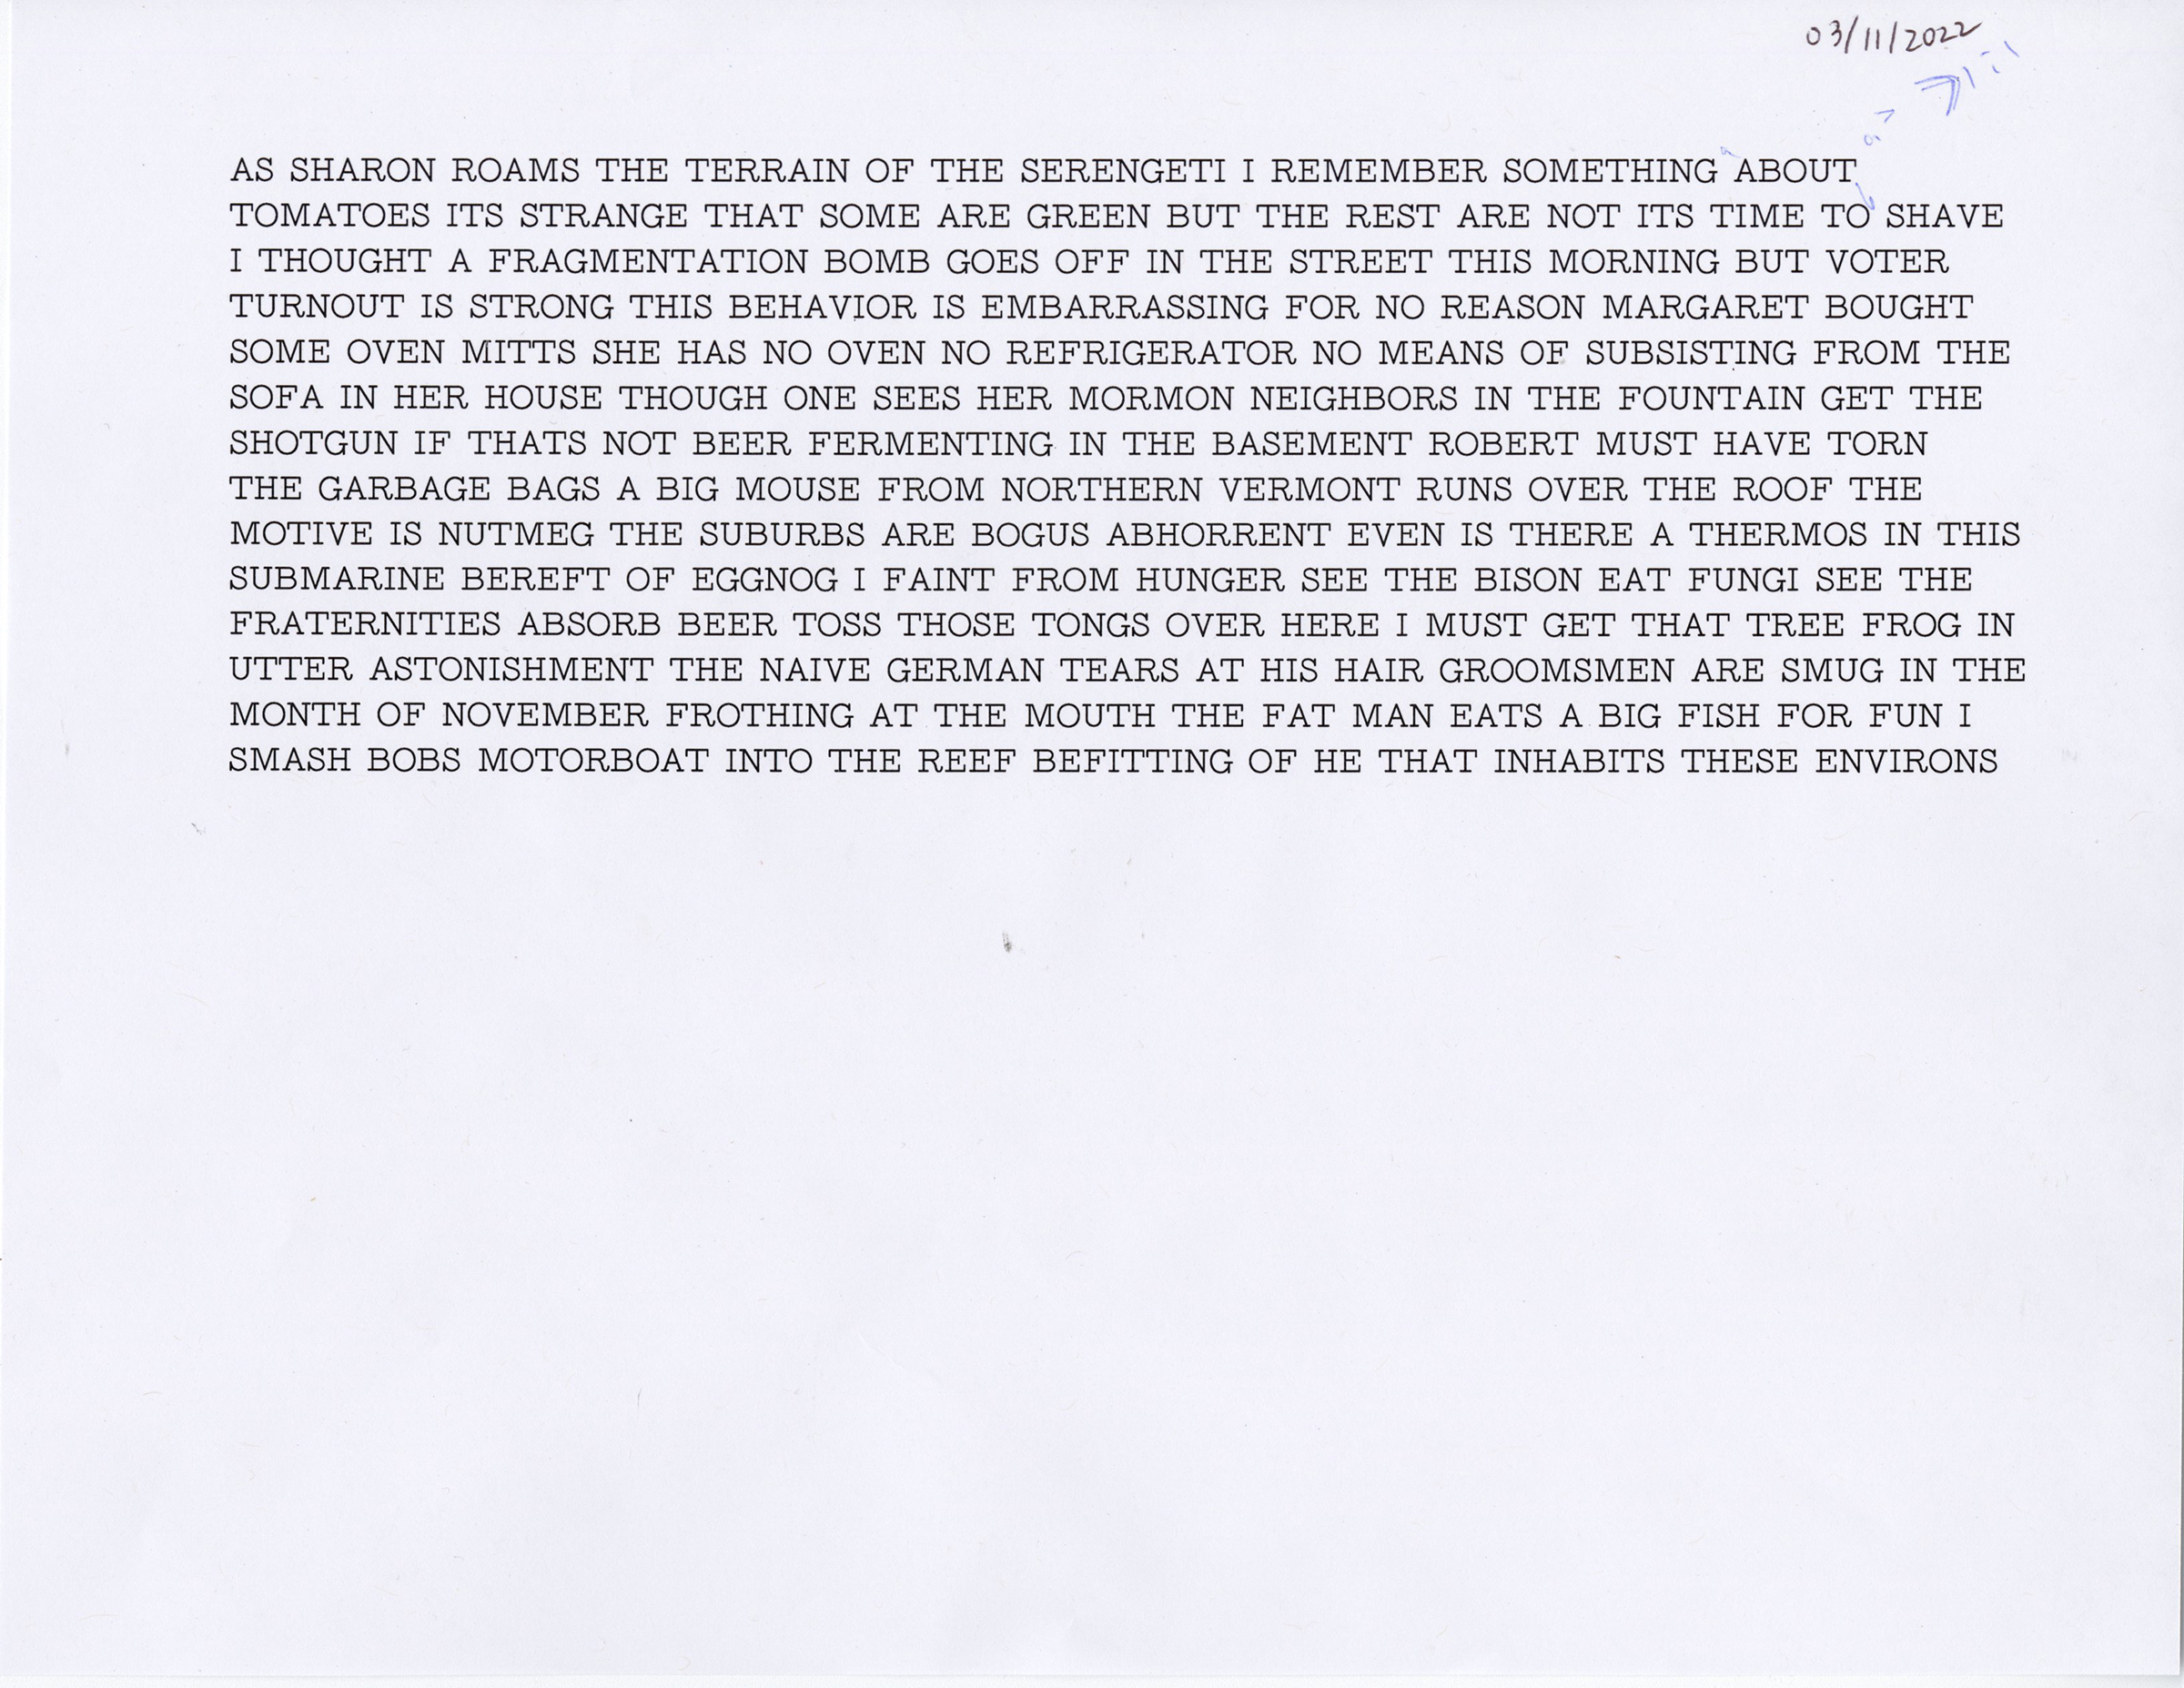 03/11/2022
AS SHARON ROAMS THE TERRAIN OF THE SERENGETI I REMEMBER SOMETHING ABOUT
TOMATOES ITS STRANGE THAT SOME ARE GREEN BUT THE REST ARE NOT ITS TIME TO SHAVE
I THOUGHT A FRAGMENTATION BOMB GOES OFF IN THE STREET THIS MORNING BUT VOTER
TURNOUT IS STRONG THIS BEHAVIOR IS EMBARRASSING FOR NO REASON MARGARET BOUGHT
SOME OVEN MITTS SHE HAS NO OVEN NO REFRIGERATOR NO MEANS OF SUBSISTING FROM THE
SOFA IN HER HOUSE THOUGH ONE SEES HER MORMON NEIGHBORS IN THE FOUNTAIN GET THE
SHOTGUN IF THATS NOT BEER FERMENTING IN THE BASEMENT ROBERT MUST HAVE TORN
THE GARBAGE BAGS A BIG MOUSE FROM NORTHERN VERMONT RUNS OVER THE ROOF THE
MOTIVE IS NUTMEG THE SUBURBS ARE BOGUS ABHORRENT EVEN IS THERE A THERMOS IN THIS
SUBMARINE BEREFT OF EGGNOG I FAINT FROM HUNGER SEE THE BISON EAT FUNGI SEE THE
FRATERNITIES ABSORB BEER TOSS THOSE TONGS OVER HERE I MUST GET THAT TREE FROG IN
UTTER ASTONISHMENT THE NAIVE GERMAN TEARS AT HIS HAIR GROOMSMEN ARE SMUG IN THE
MONTH OF NOVEMBER FROTHING AT THE MOUTH THE FAT MAN EATS A BIG FISH FOR FUN I
SMASH BOBS MOTORBOAT INTO THE REEF BEFITTING OF HE THAT INHABITS THESE ENVIRONS